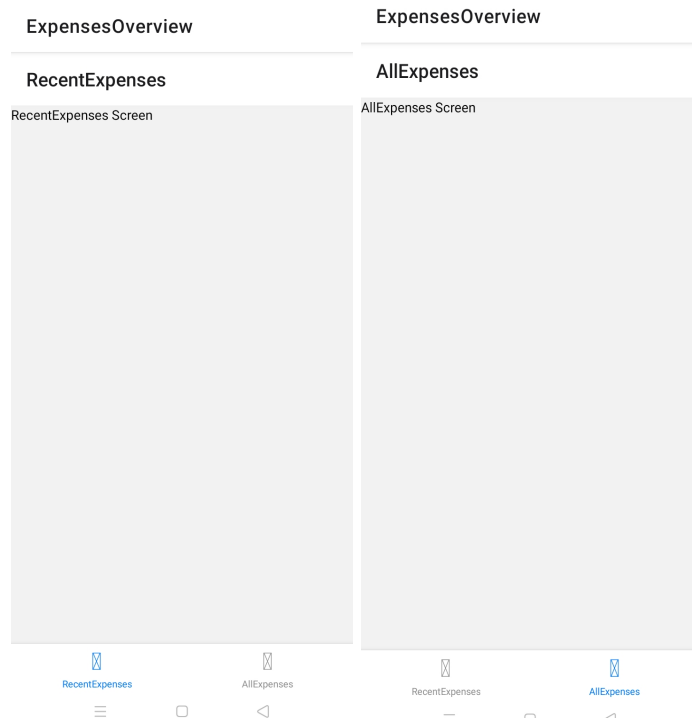 ExpensesOverview
RecentExpenses
RecentExpenses Screen
RecentExpenses
AllExpenses
ExpensesOverview
AllExpenses
AllExpenses Screen
RecentExpenses
AllExpenses